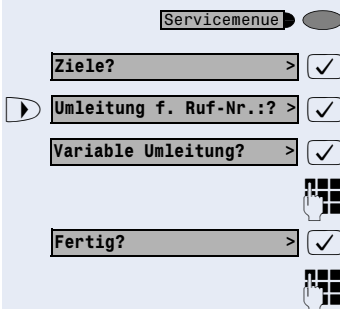 Servicemenue
Ziele? >
Umleitung f. Ruf-Nr.:? >
Variable Umleitung? >
Fertig? >